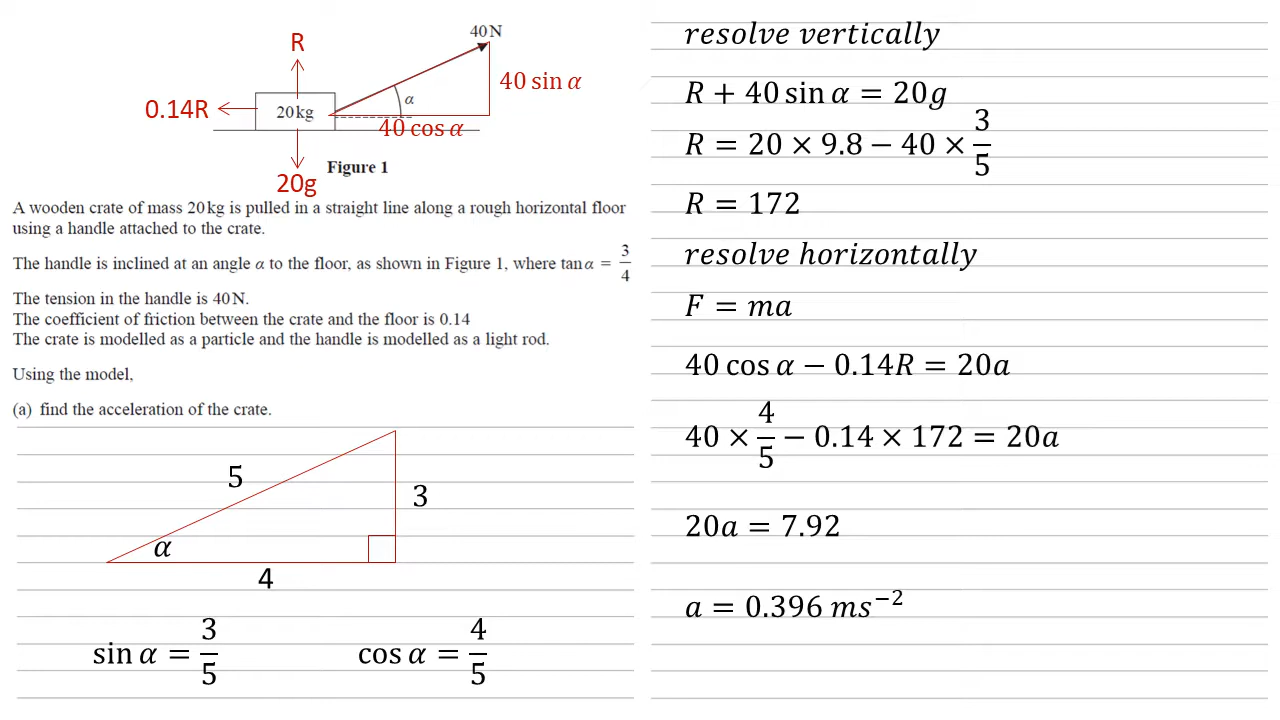 R
40 N
40 sin α
0.14R
20 kg
α
40 cos α
Figure 1
20g
A wooden crate of mass 20 kg is pulled in a straight line along a rough horizontal floor
using a handle attached to the crate.
The handle is inclined at an angle α to the floor, as shown in Figure 1, where tan α = 3/4
The tension in the handle is 40 N.
The coefficient of friction between the crate and the floor is 0.14
The crate is modelled as a particle and the handle is modelled as a light rod.
Using the model,
(a) find the acceleration of the crate.
5
3
α
4
sin α = 3/5
cos α = 4/5
resolve vertically
R + 40 sin α = 20g
R = 20 × 9.8 − 40 × 3/5
R = 172
resolve horizontally
F = ma
40 cos α − 0.14R = 20a
40 × 4/5 − 0.14 × 172 = 20a
20a = 7.92
a = 0.396 ms⁻²